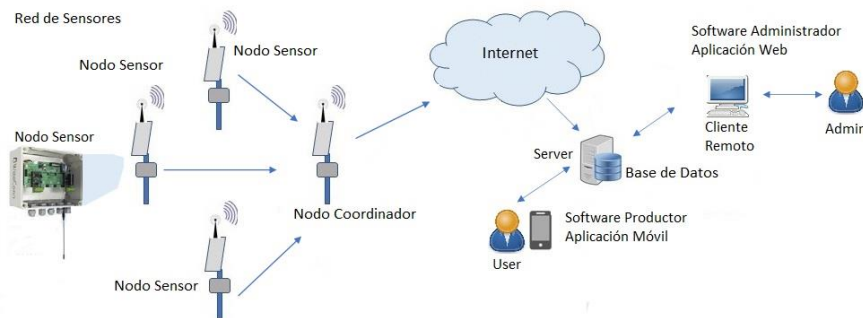 Red de Sensores
Nodo Sensor
Nodo Sensor
Nodo Sensor
Nodo Sensor
Nodo Coordinador
Internet
Server
Base de Datos
User
Software Productor
Aplicación Móvil
Software Administrador
Aplicación Web
Cliente
Remoto
Admin